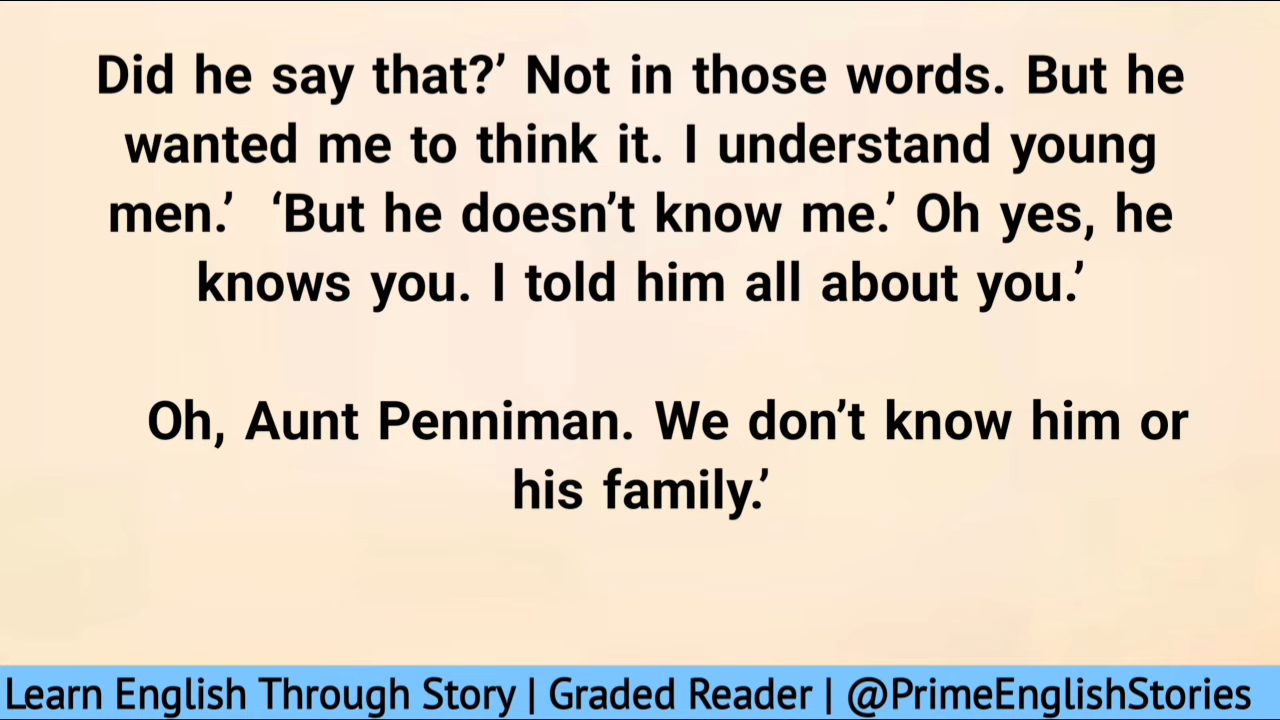 Did he say that?’ Not in those words. But he
wanted me to think it. I understand young
men.’ ‘But he doesn’t know me.’ Oh yes, he
knows you. I told him all about you.’
Oh, Aunt Penniman. We don’t know him or
his family.’
Learn English Through Story | Graded Reader | @PrimeEnglishStories